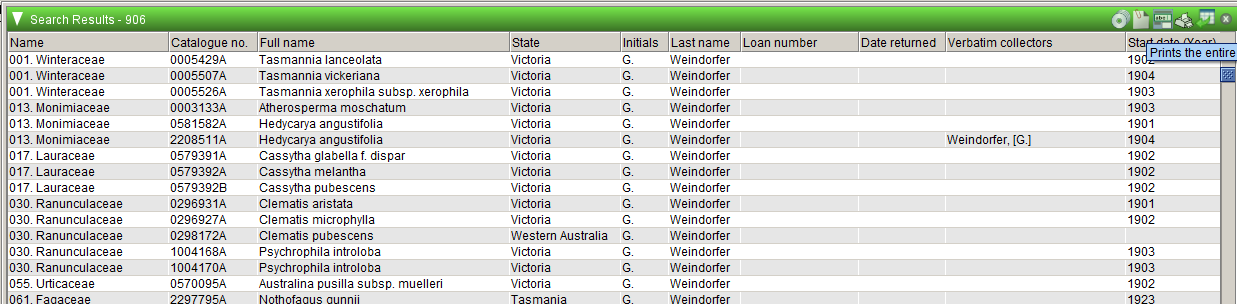 Search Results - 906
Name Catalogue no. Full name State Initials Last name Loan number Date returned Verbatim collectors Start date (Year)
Prints the entire
001. Winteraceae 0005429A Tasmannia lanceolata Victoria G. Weindorfer 1902
001. Winteraceae 0005507A Tasmannia vickeriana Victoria G. Weindorfer 1904
001. Winteraceae 0005526A Tasmannia xerophila subsp. xerophila Victoria G. Weindorfer 1903
013. Monimiaceae 0003133A Atherosperma moschatum Victoria G. Weindorfer 1903
013. Monimiaceae 0581582A Hedycarya angustifolia Victoria G. Weindorfer 1901
013. Monimiaceae 2208511A Hedycarya angustifolia Victoria G. Weindorfer Weindorfer, [G.] 1904
017. Lauraceae 0579391A Cassytha glabella f. dispar Victoria G. Weindorfer 1902
017. Lauraceae 0579392A Cassytha melantha Victoria G. Weindorfer 1902
017. Lauraceae 0579392B Cassytha pubescens Victoria G. Weindorfer 1902
030. Ranunculaceae 0296931A Clematis aristata Victoria G. Weindorfer 1901
030. Ranunculaceae 0296927A Clematis microphylla Victoria G. Weindorfer 1902
030. Ranunculaceae 0298172A Clematis pubescens Western Australia G. Weindorfer
030. Ranunculaceae 1004168A Psychrophila introloba Victoria G. Weindorfer 1903
030. Ranunculaceae 1004170A Psychrophila introloba Victoria G. Weindorfer 1903
055. Urticaceae 0570095A Australina pusilla subsp. muelleri Victoria G. Weindorfer 1902
061. Fagaceae 2297795A Nothofagus gunnii Tasmania G. Weindorfer 1923